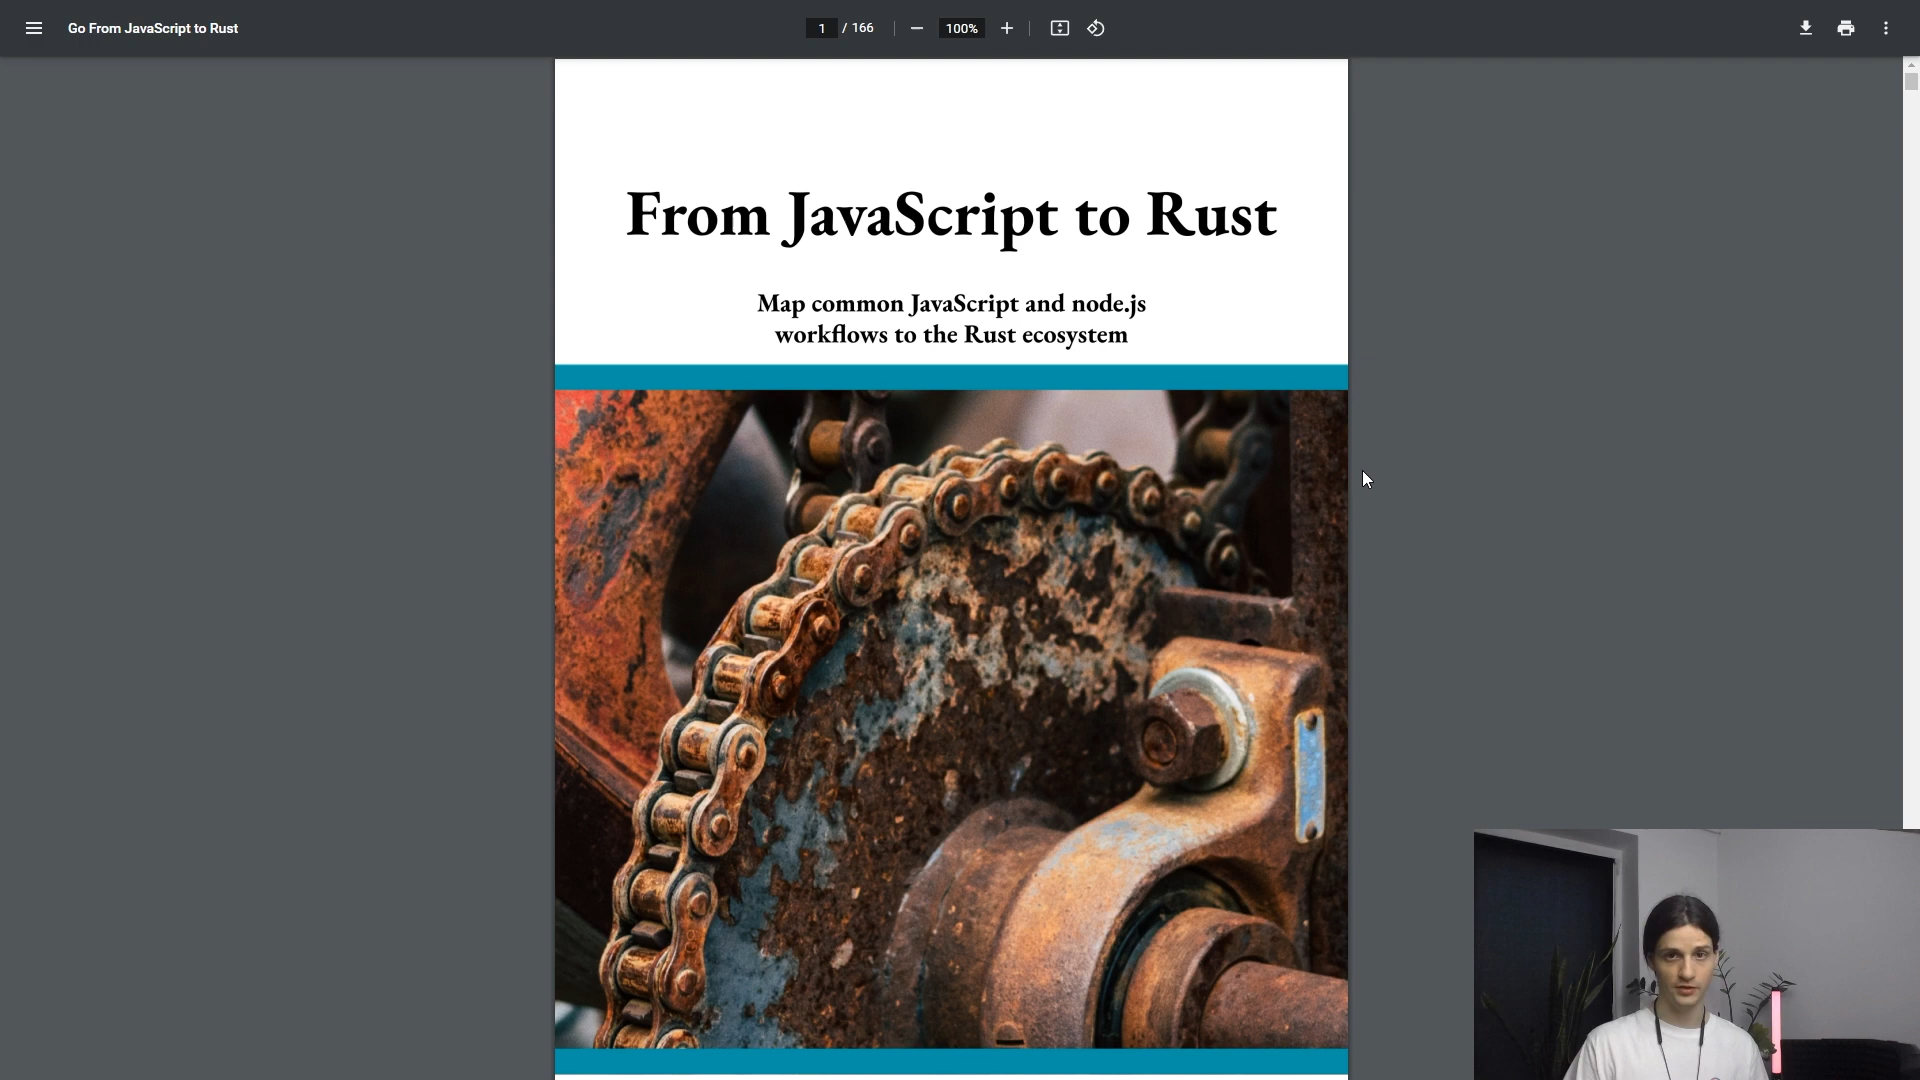 Go From JavaScript to Rust
1 / 166
100%
From JavaScript to Rust
Map common JavaScript and node.js
workflows to the Rust ecosystem